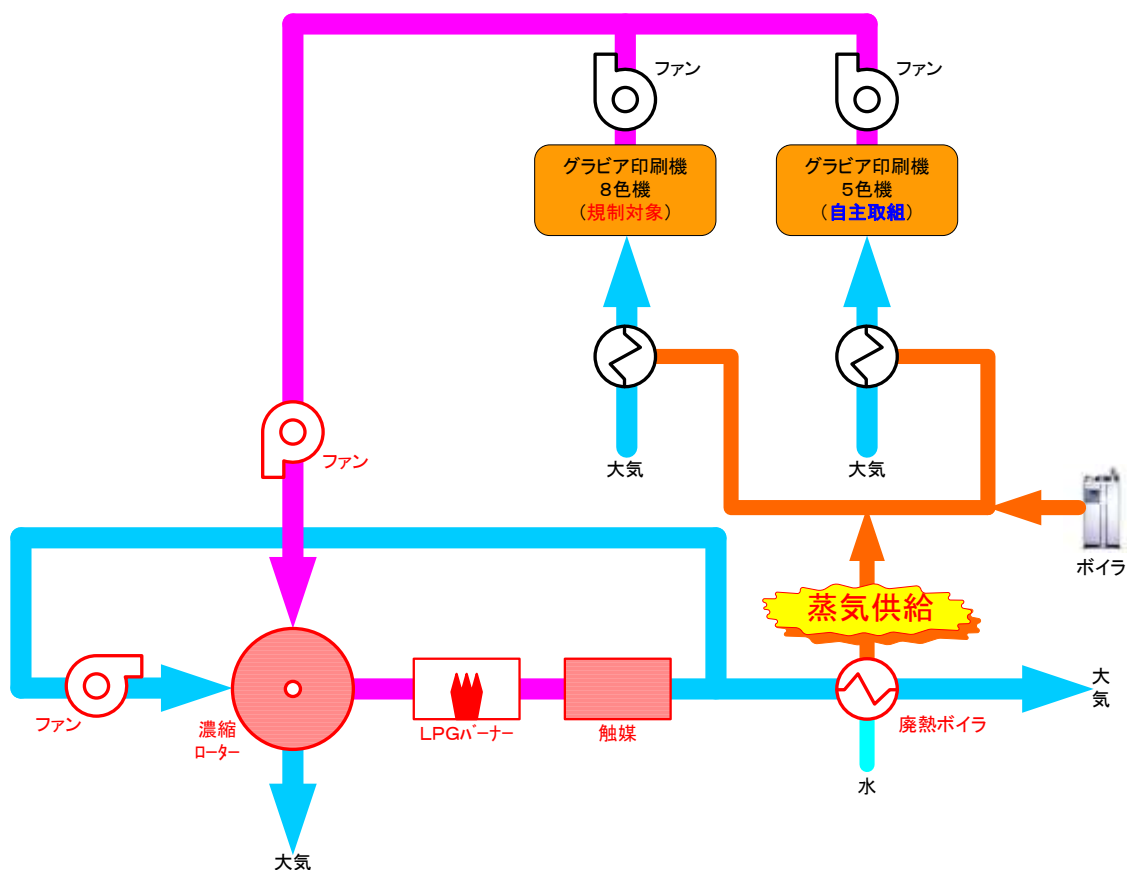 ファン
ファン
グラビア印刷機
8色機
(規制対象)
グラビア印刷機
5色機
(自主取組)
大気
大気
ファン
ボイラ
蒸気供給
ファン
濃縮
ローター
LPGバーナー
触媒
廃熱ボイラ
大
気
水
大気